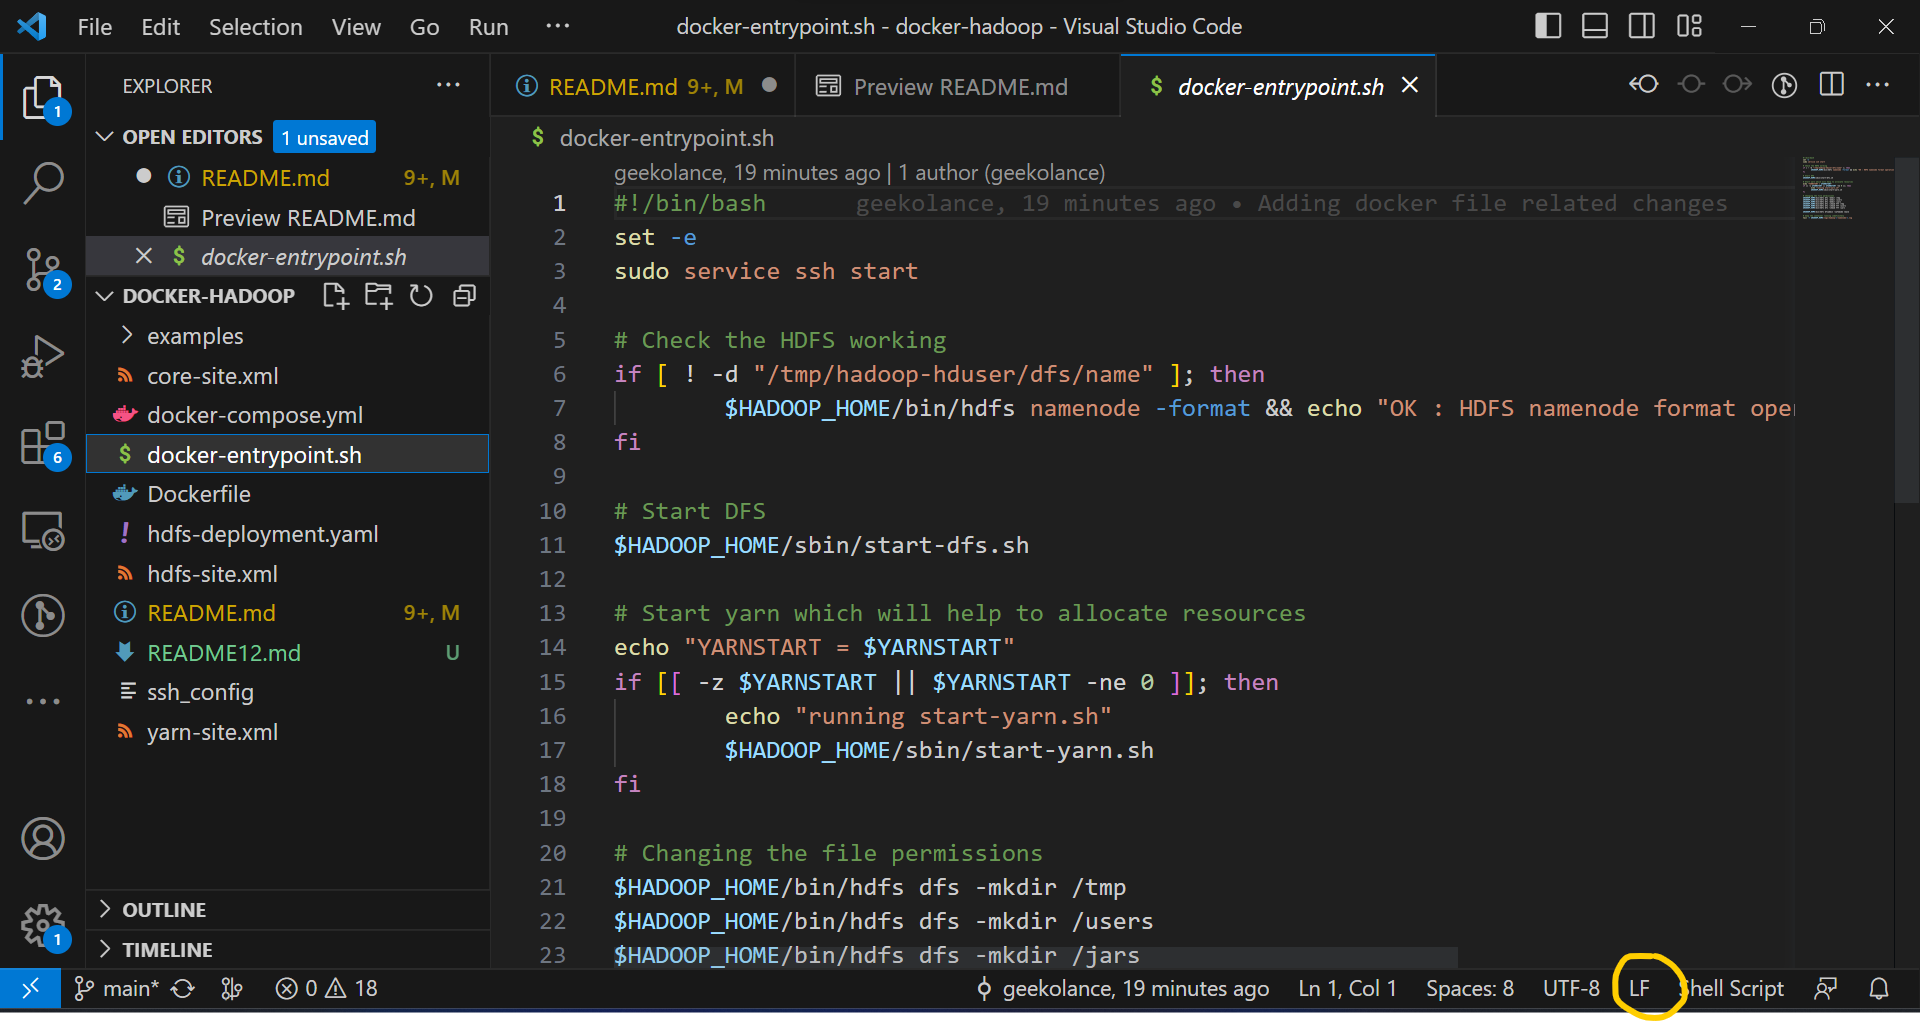 File Edit Selection View Go Run ··· docker-entrypoint.sh - docker-hadoop - Visual Studio Code
EXPLORER ···
1
OPEN EDITORS 1 unsaved
README.md 9+, M
Preview README.md
docker-entrypoint.sh
2
DOCKER-HADOOP
examples
core-site.xml
docker-compose.yml
6
$ docker-entrypoint.sh
Dockerfile
! hdfs-deployment.yaml
hdfs-site.xml
README.md 9+, M
README12.md U
ssh_config
yarn-site.xml
OUTLINE
1
TIMELINE
README.md 9+, M Preview README.md $ docker-entrypoint.sh
$ docker-entrypoint.sh
geekolance, 19 minutes ago | 1 author (geekolance)
1 #!/bin/bash geekolance, 19 minutes ago • Adding docker file related changes
2 set -e
3 sudo service ssh start
4
5 # Check the HDFS working
6 if [ ! -d "/tmp/hadoop-hduser/dfs/name" ]; then
7 $HADOOP_HOME/bin/hdfs namenode -format && echo "OK : HDFS namenode format ope
8 fi
9
10 # Start DFS
11 $HADOOP_HOME/sbin/start-dfs.sh
12
13 # Start yarn which will help to allocate resources
14 echo "YARNSTART = $YARNSTART"
15 if [[ -z $YARNSTART || $YARNSTART -ne 0 ]]; then
16 echo "running start-yarn.sh"
17 $HADOOP_HOME/sbin/start-yarn.sh
18 fi
19
20 # Changing the file permissions
21 $HADOOP_HOME/bin/hdfs dfs -mkdir /tmp
22 $HADOOP_HOME/bin/hdfs dfs -mkdir /users
23 $HADOOP_HOME/bin/hdfs dfs -mkdir /jars
main* 0 18 geekolance, 19 minutes ago Ln 1, Col 1 Spaces: 8 UTF-8 LF Shell Script